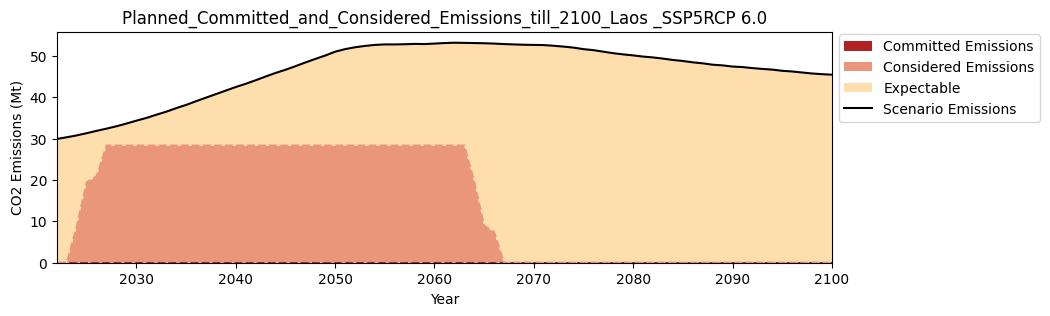 Planned_Committed_and_Considered_Emissions_till_2100_Laos _SSP5RCP 6.0
CO2 Emissions (Mt)
50
40
30
20
10
0
2030 2040 2050 2060 2070 2080 2090 2100
Year
Committed Emissions
Considered Emissions
Expectable
Scenario Emissions